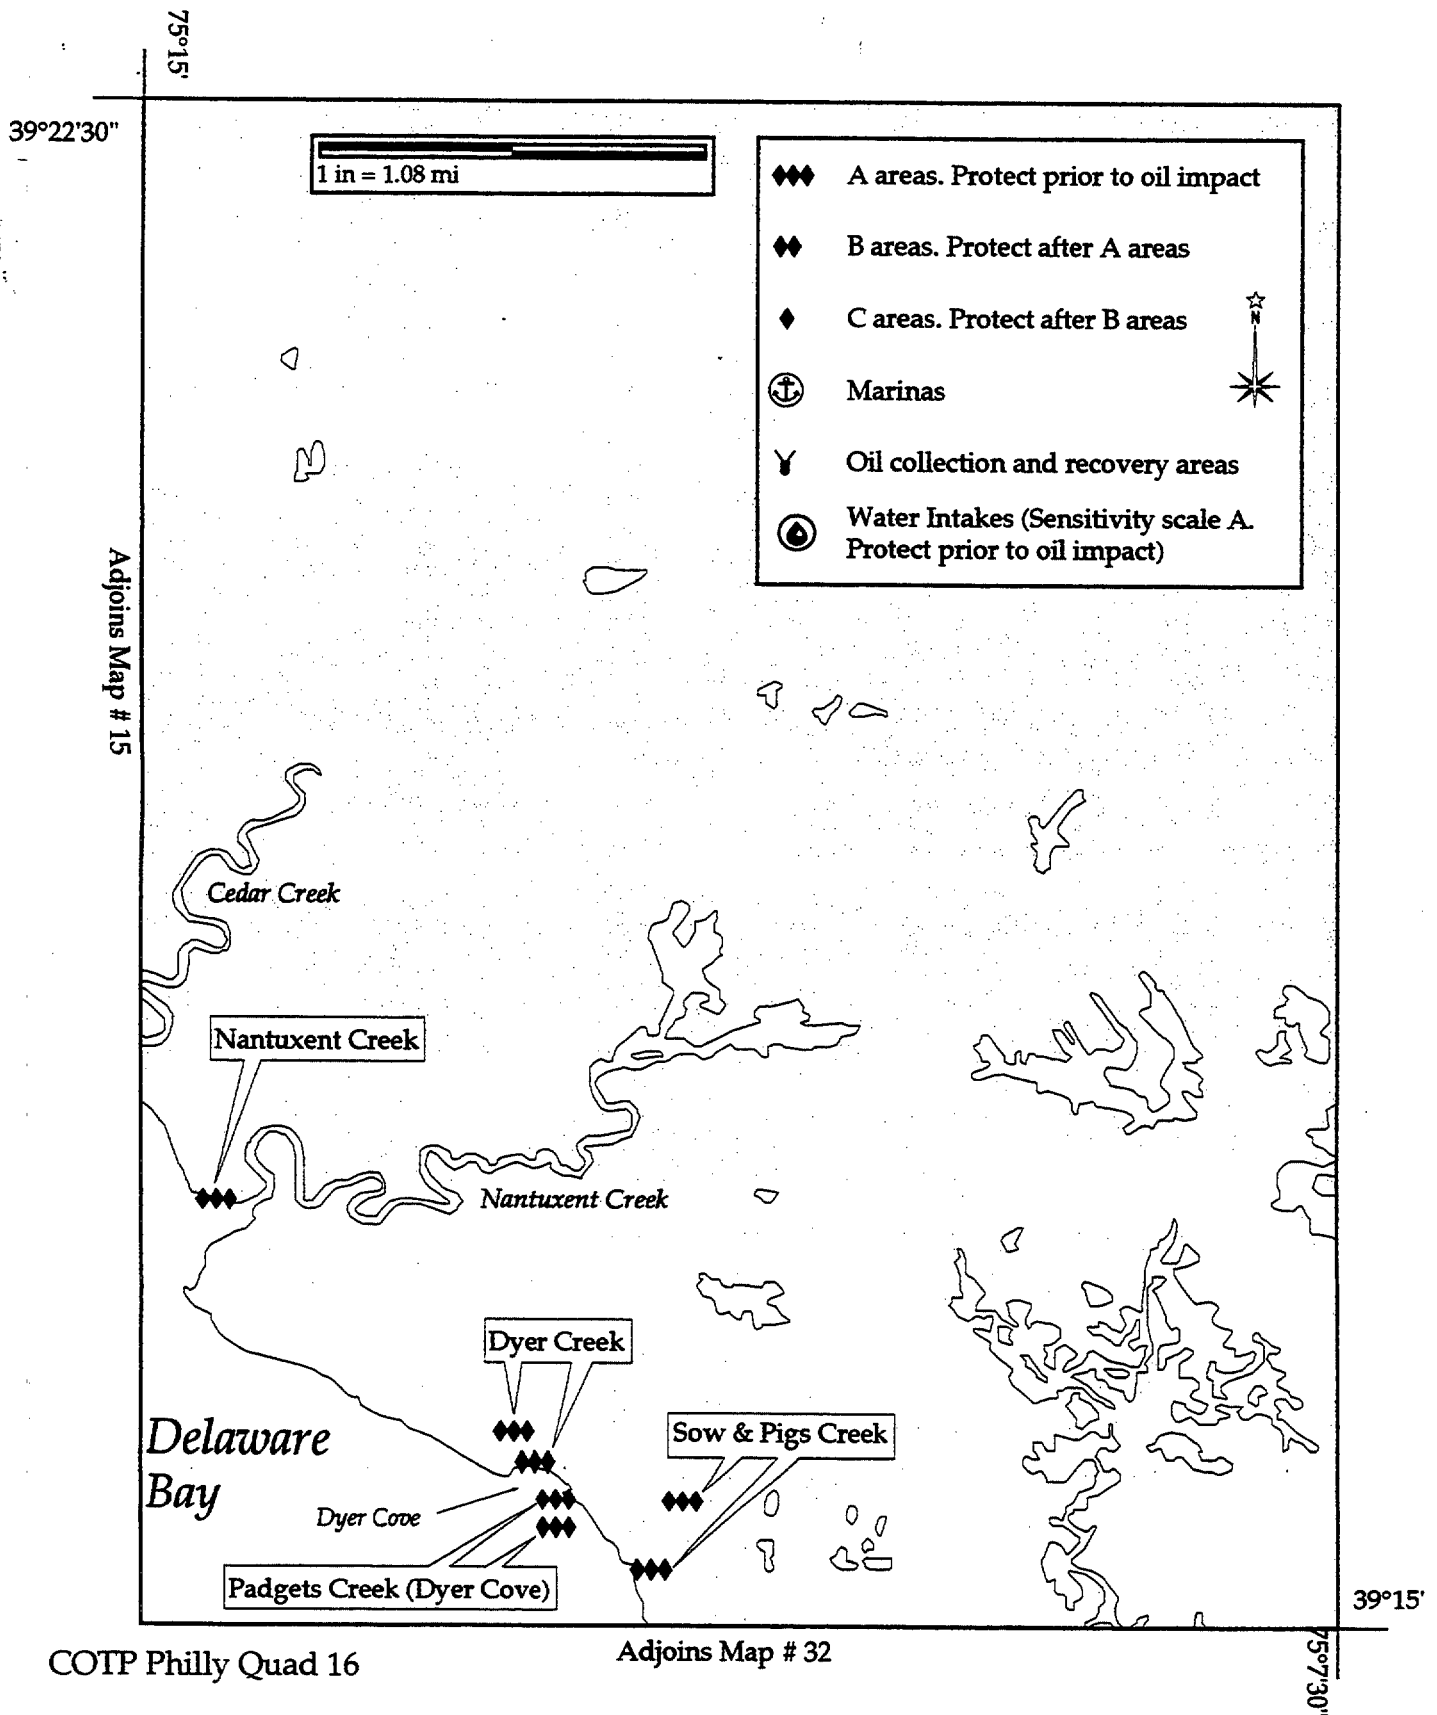 75°15'
39°22'30"
1 in = 1.08 mi
A areas. Protect prior to oil impact
B areas. Protect after A areas
C areas. Protect after B areas
N
Marinas
Oil collection and recovery areas
Water Intakes (Sensitivity scale A.
Protect prior to oil impact)
Adjoins Map # 15
Cedar Creek
Nantuxent Creek
Nantuxent Creek
Dyer Creek
Delaware
Bay
Sow & Pigs Creek
Dyer Cove
Padgets Creek (Dyer Cove)
39°15'
Adjoins Map # 32
COTP Philly Quad 16
75°7'30"